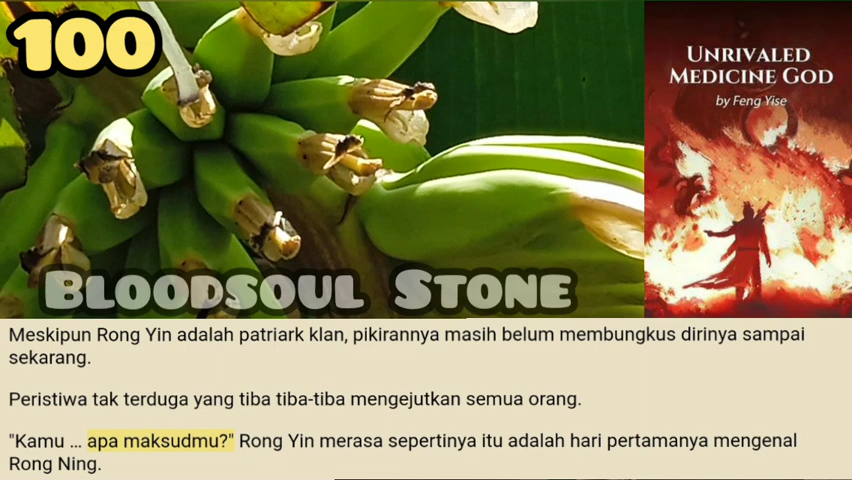 100
UNRIVALED
MEDICINE GOD
by Feng Yise
BLOODSOUL STONE
Meskipun Rong Yin adalah patriark klan, pikirannya masih belum membungkus dirinya sampai
sekarang.
Peristiwa tak terduga yang tiba tiba-tiba mengejutkan semua orang.
"Kamu ... apa maksudmu?" Rong Yin merasa sepertinya itu adalah hari pertamanya mengenal
Rong Ning.